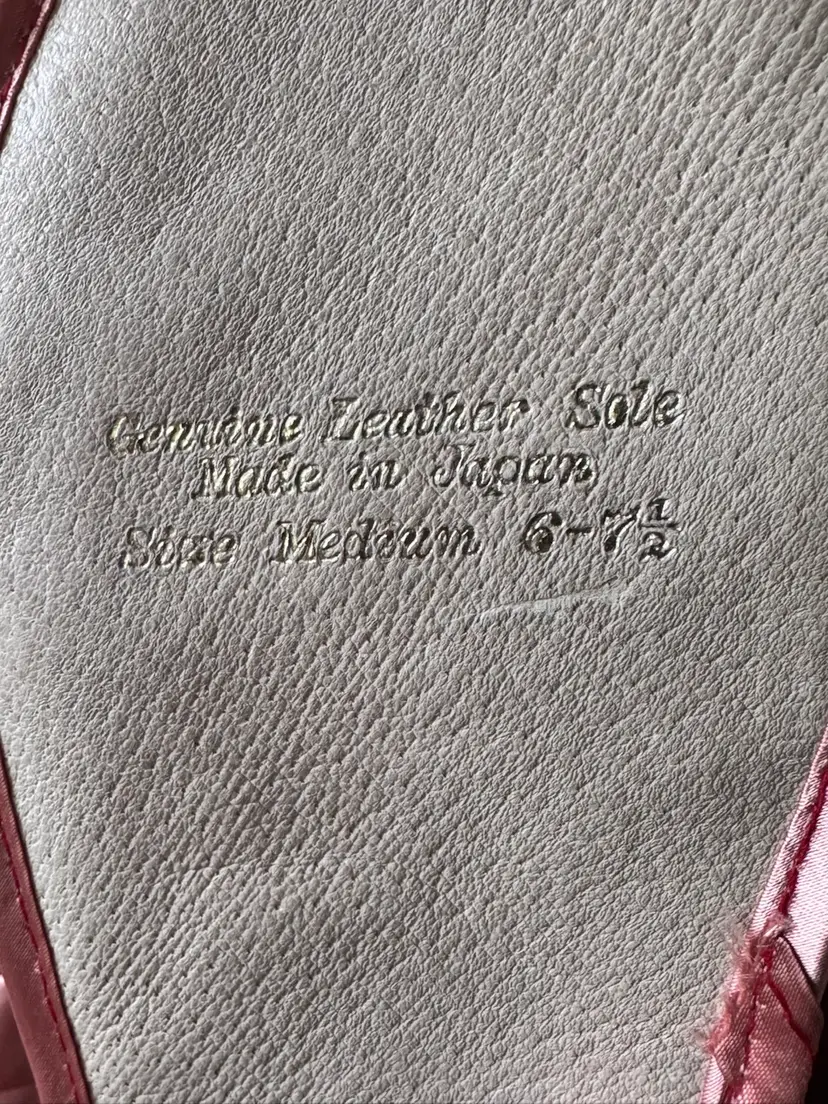 Genuine Leather Sole
Made in Japan
Size Medium 6-7½